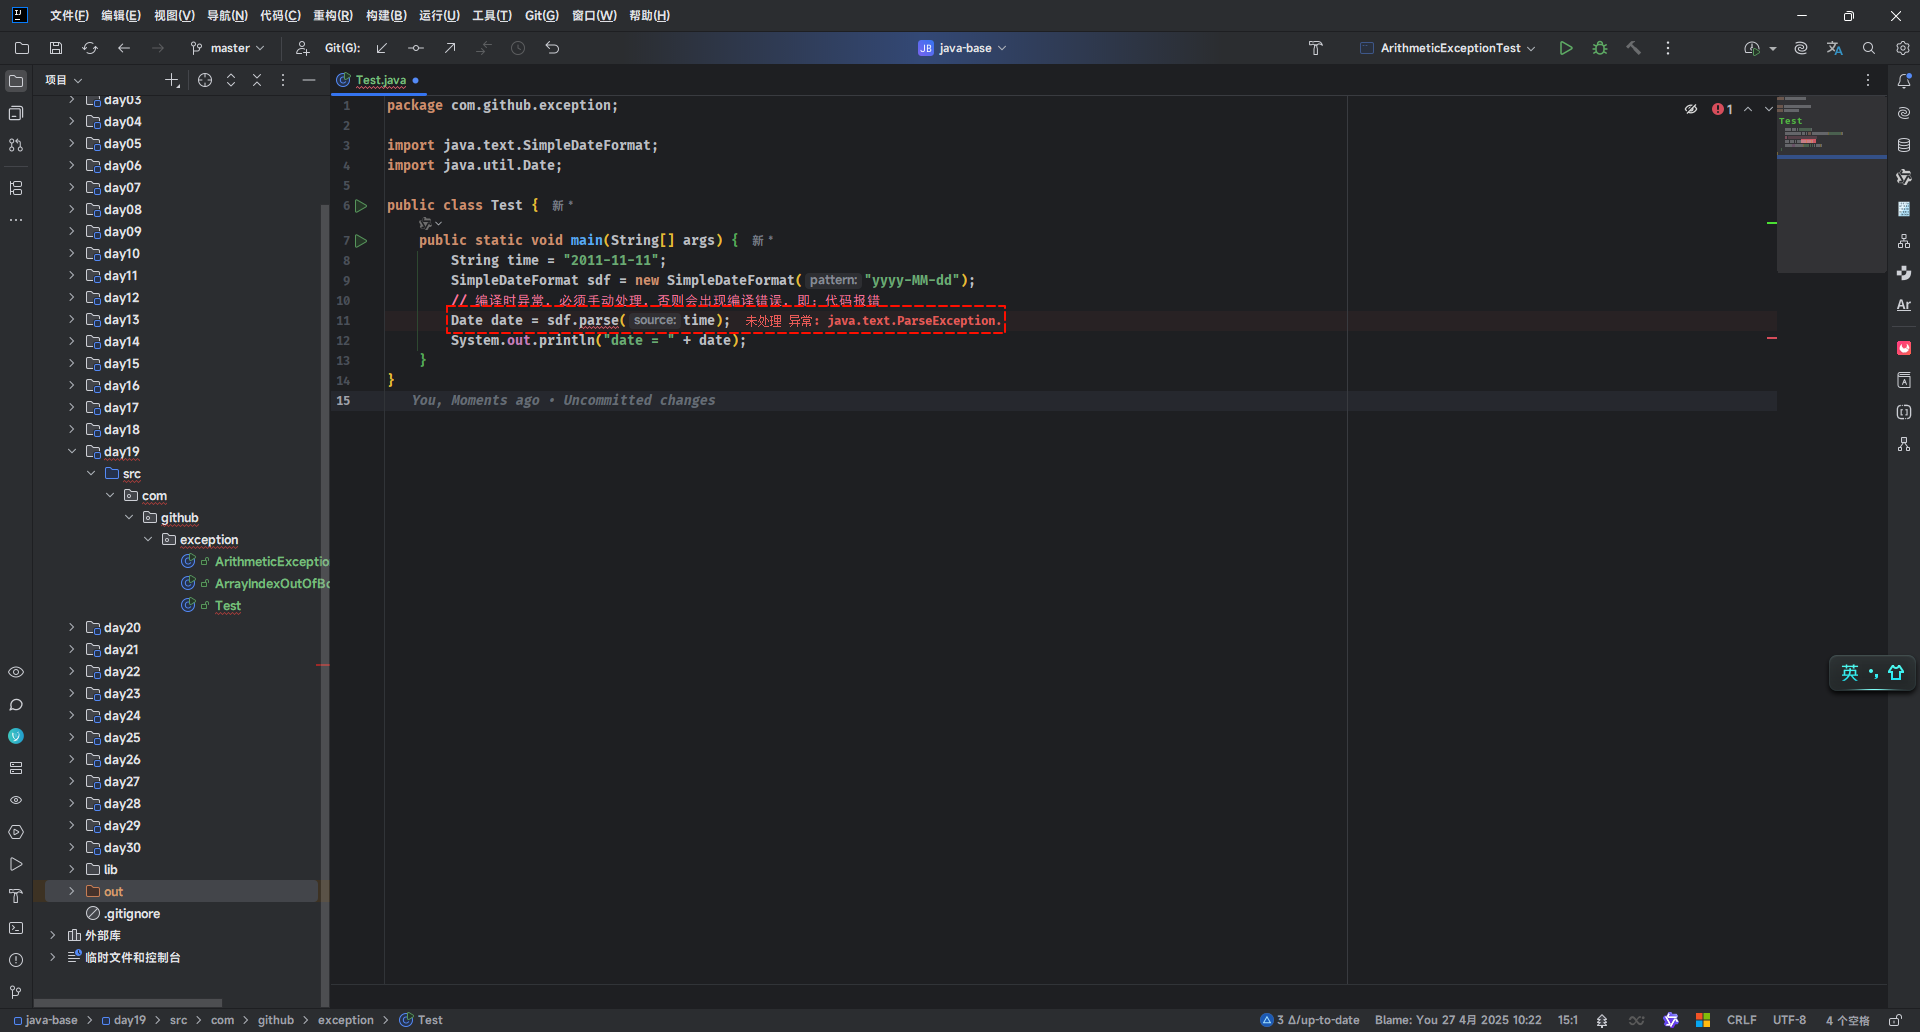 文件(F) 编辑(E) 视图(V) 导航(N) 代码(C) 重构(R) 构建(B) 运行(U) 工具(T) Git(G) 窗口(W) 帮助(H)
master Git(G): JB java-base ArithmeticExceptionTest
项目
Test.java
day03
day04
day05
day06
day07
day08
day09
day10
day11
day12
day13
day14
day15
day16
day17
day18
day19
src
com
github
exception
ArithmeticExceptio
ArrayIndexOutOfBo
Test
day20
day21
day22
day23
day24
day25
day26
day27
day28
day29
day30
lib
out
.gitignore
外部库
临时文件和控制台
1 package com.github.exception;
2
3 import java.text.SimpleDateFormat;
4 import java.util.Date;
5
6 public class Test { 新 *
7 public static void main(String[] args) { 新 *
8 String time = "2011-11-11";
9 SimpleDateFormat sdf = new SimpleDateFormat( pattern: "yyyy-MM-dd");
10 // 编译时异常，必须手动处理，否则会出现编译错误，即：代码报错
11 Date date = sdf.parse( source: time); 未处理 异常: java.text.ParseException.
12 System.out.println("date = " + date);
13 }
14 }
15 You, Moments ago • Uncommitted changes
1
Test
Ar
英
java-base > day19 > src > com > github > exception > Test
3 Δ/up-to-date Blame: You 27 4月 2025 10:22 15:1 CRLF UTF-8 4 个空格